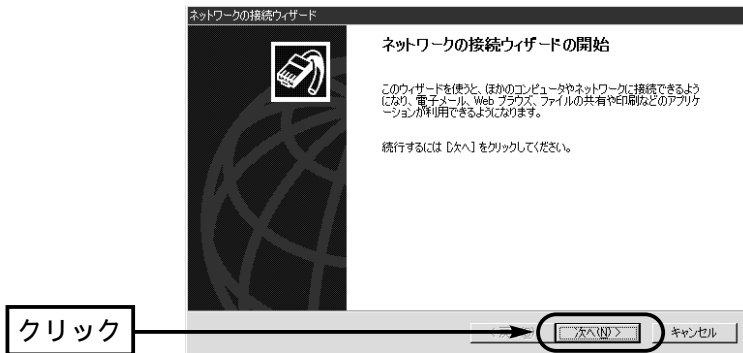 ネットワークの接続ウィザード
ネットワークの接続ウィザードの開始
このウィザードを使うと、ほかのコンピュータやネットワークに接続できるよう
になり、電子メール、Web ブラウズ、ファイルの共有や印刷などのアプリケ
ーションが利用できるようになります。
続行するには [次へ] をクリックしてください。
クリック
次へ(N) > キャンセル